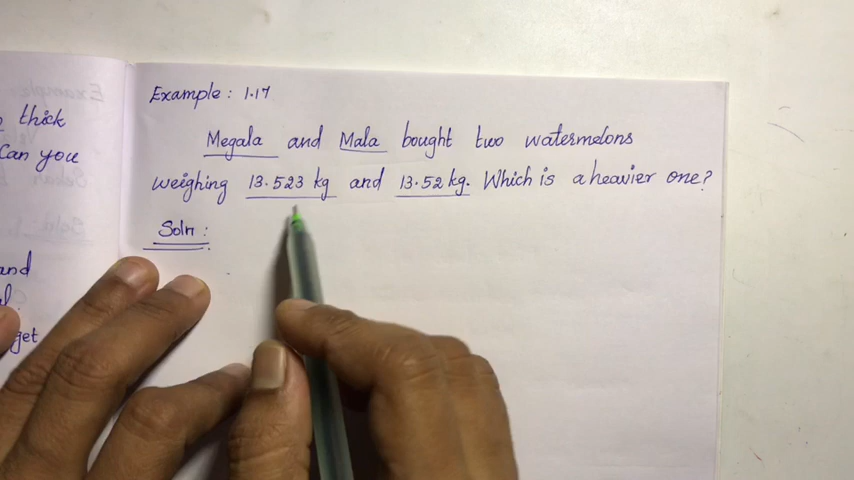 thick
Can you
and
get
Example : 1.17
Megala and Mala bought two watermelons
weighing 13.523 kg and 13.52 kg. Which is a heavier one?
Soln :